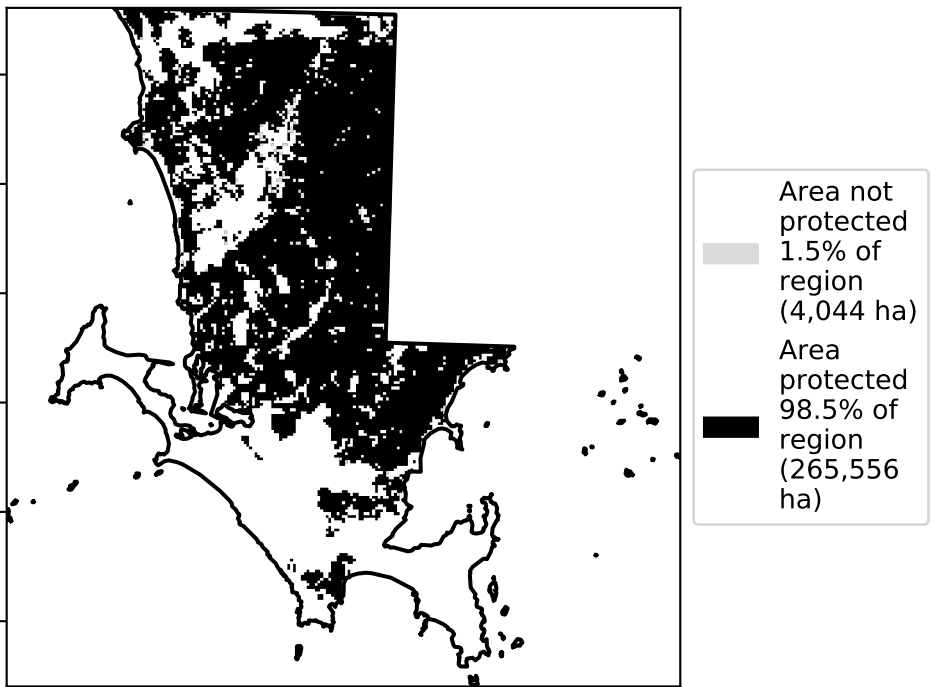 Area not
protected
1.5% of
region
(4,044 ha)
Area
protected
98.5% of
region
(265,556
ha)